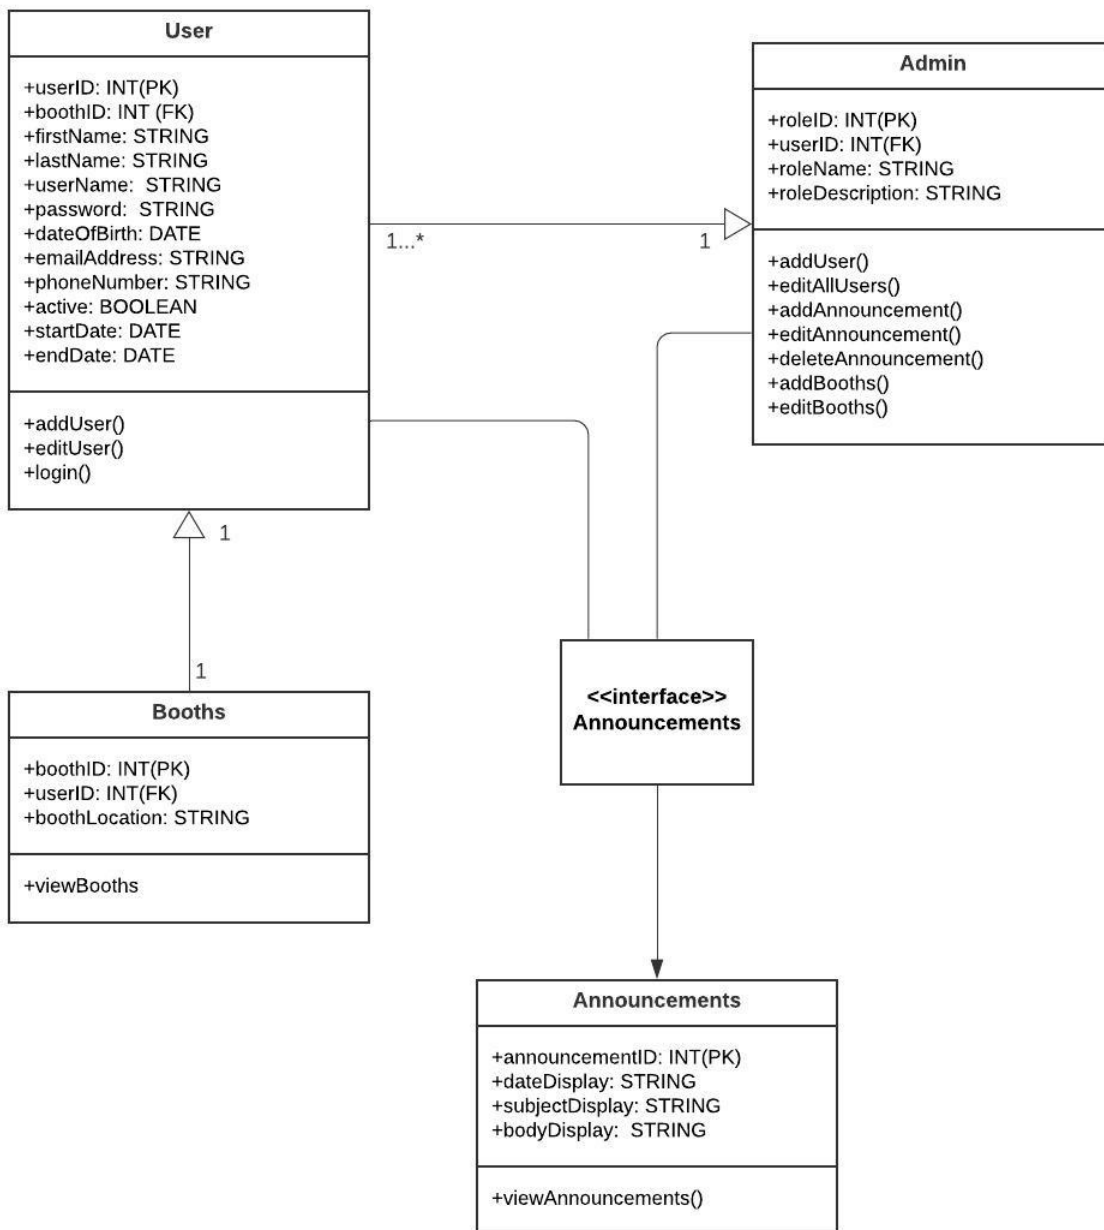 User
+userID: INT(PK)
+boothID: INT (FK)
+firstName: STRING
+lastName: STRING
+userName:  STRING
+password:  STRING
+dateOfBirth: DATE
+emailAddress: STRING
+phoneNumber: STRING
+active: BOOLEAN
+startDate: DATE
+endDate: DATE
+addUser()
+editUser()
+login()
Admin
+roleID: INT(PK)
+userID: INT(FK)
+roleName: STRING
+roleDescription: STRING
+addUser()
+editAllUsers()
+addAnnouncement()
+editAnnouncement()
+deleteAnnouncement()
+addBooths()
+editBooths()
1...*
1
1
1
Booths
+boothID: INT(PK)
+userID: INT(FK)
+boothLocation: STRING
+viewBooths
<<interface>>
Announcements
Announcements
+announcementID: INT(PK)
+dateDisplay: STRING
+subjectDisplay: STRING
+bodyDisplay:  STRING
+viewAnnouncements()